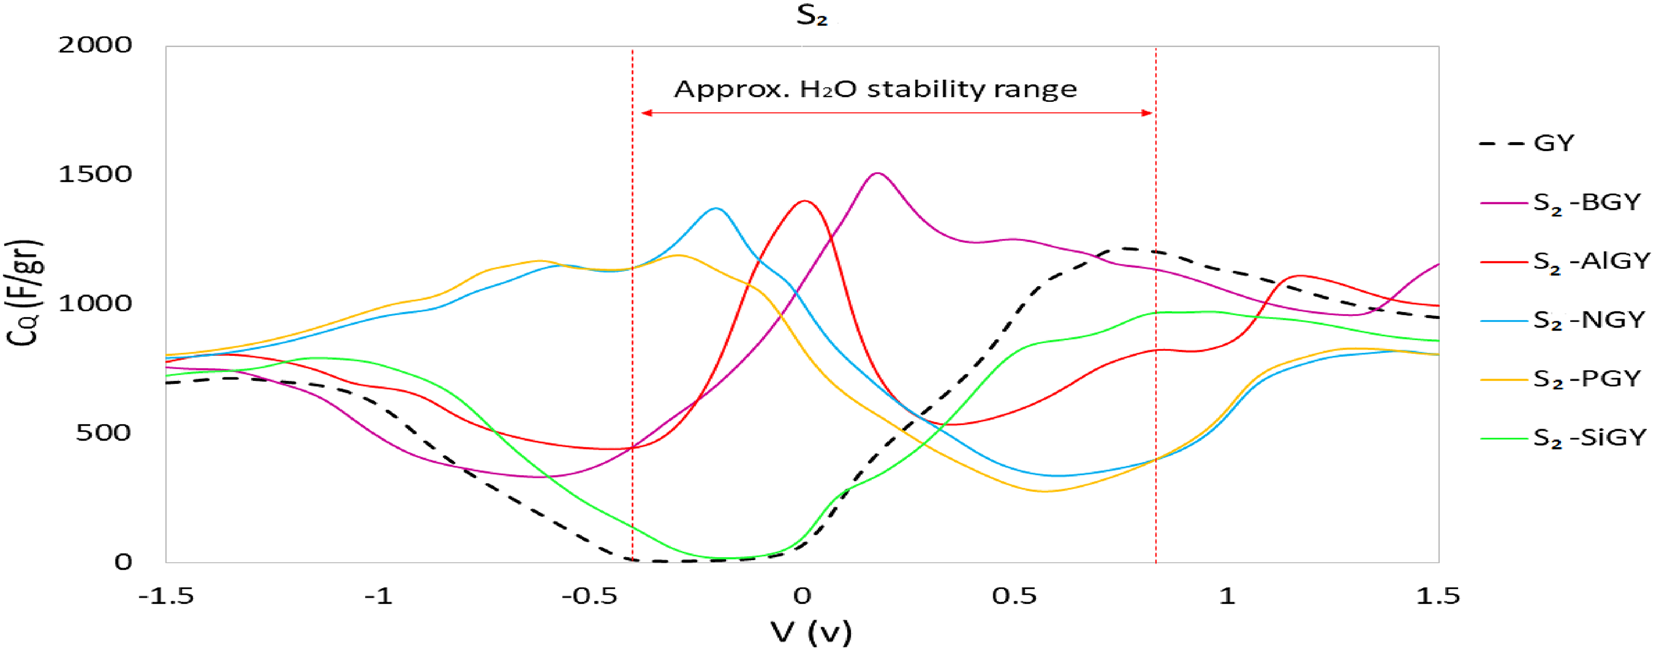 S₂
2000
1500
1000
500
0
C_Q (F/gr)
Approx. H₂O stability range
-1.5 -1 -0.5 0 0.5 1 1.5
V (v)
GY
S₂ -BGY
S₂ -AlGY
S₂ -NGY
S₂ -PGY
S₂ -SiGY